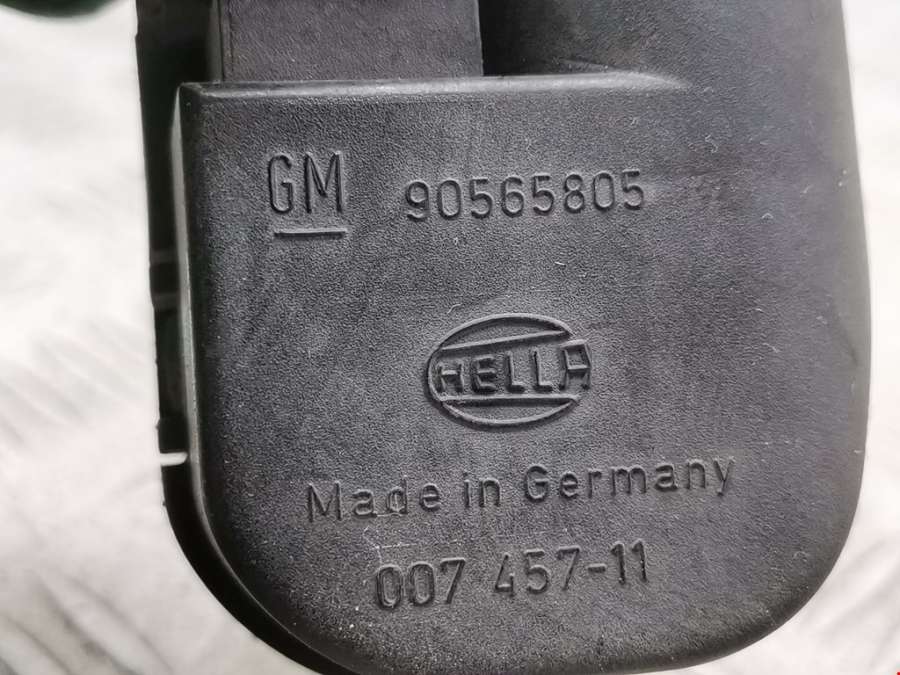 GM 90565805
HELLA
Made in Germany
007 457-11